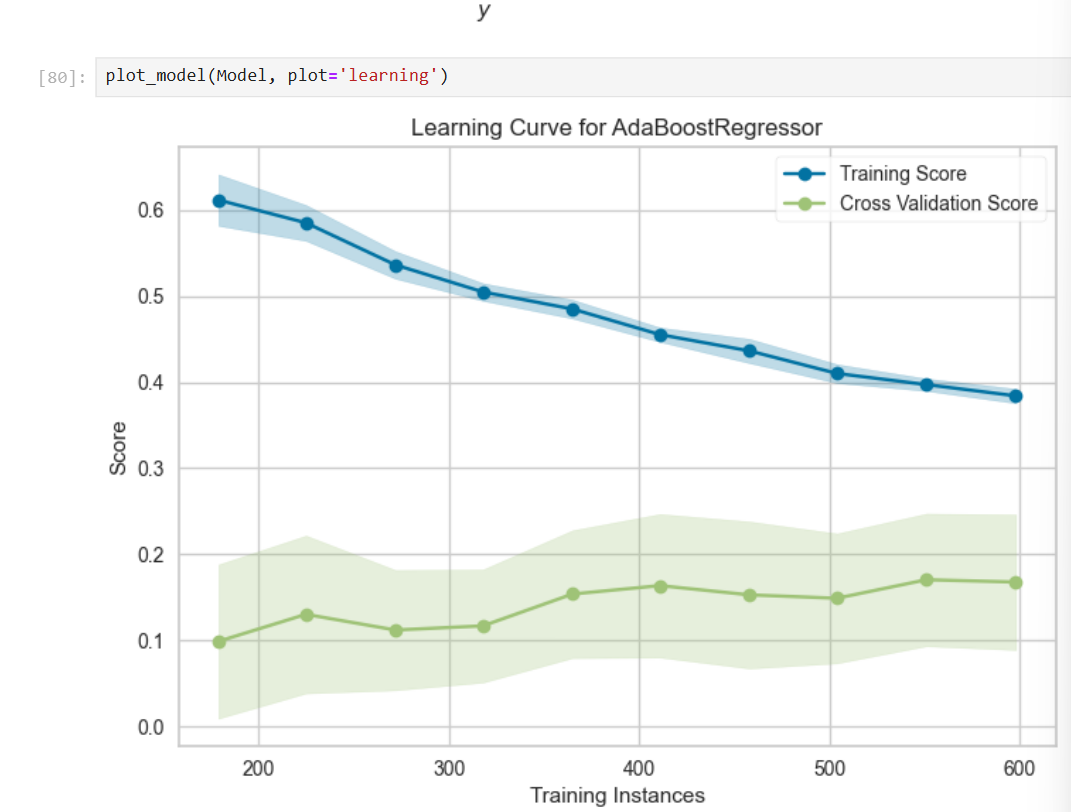 y
[80]: plot_model(Model, plot='learning')
Learning Curve for AdaBoostRegressor
Training Score
Cross Validation Score
0.6
0.5
0.4
0.3
0.2
0.1
0.0
Score
200 300 400 500 600
Training Instances